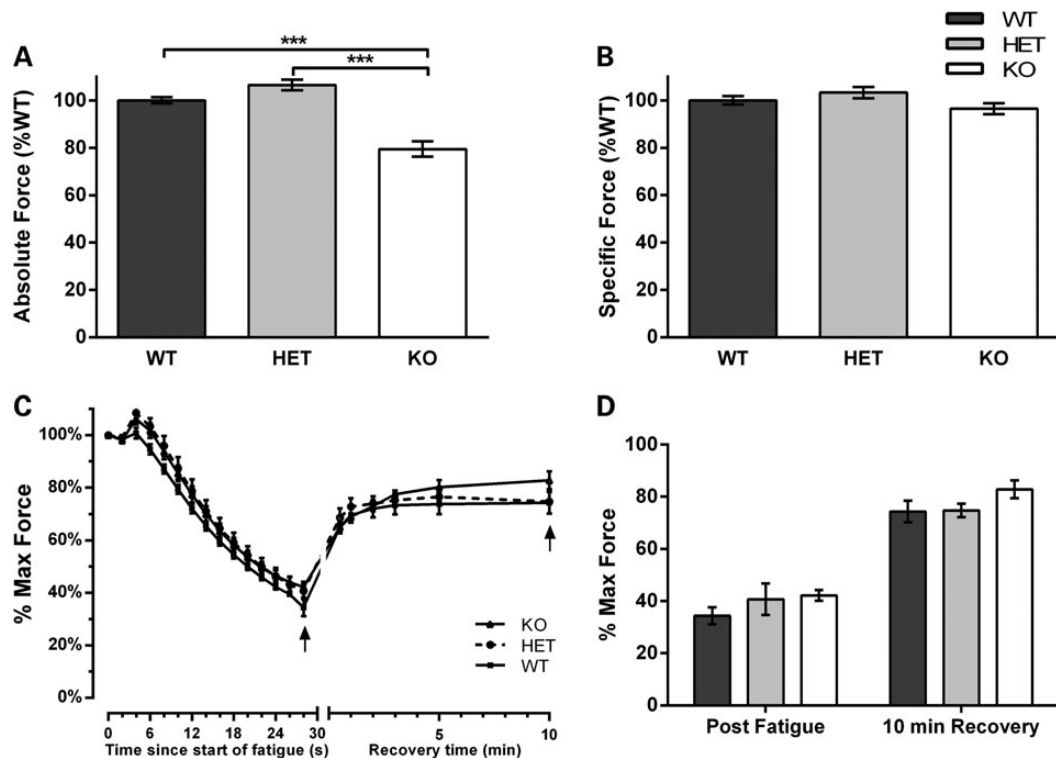 A
***
***
Absolute Force (%WT)
100
80
60
40
20
0
WT
HET
KO
B
WT
HET
KO
Specific Force (%WT)
100
80
60
40
20
0
WT
HET
KO
C
% Max Force
100%
80%
60%
40%
20%
0%
KO
HET
WT
0 6 12 18 24 30 5 10
Time since start of fatigue (s) Recovery time (min)
D
% Max Force
100
80
60
40
20
0
Post Fatigue 10 min Recovery